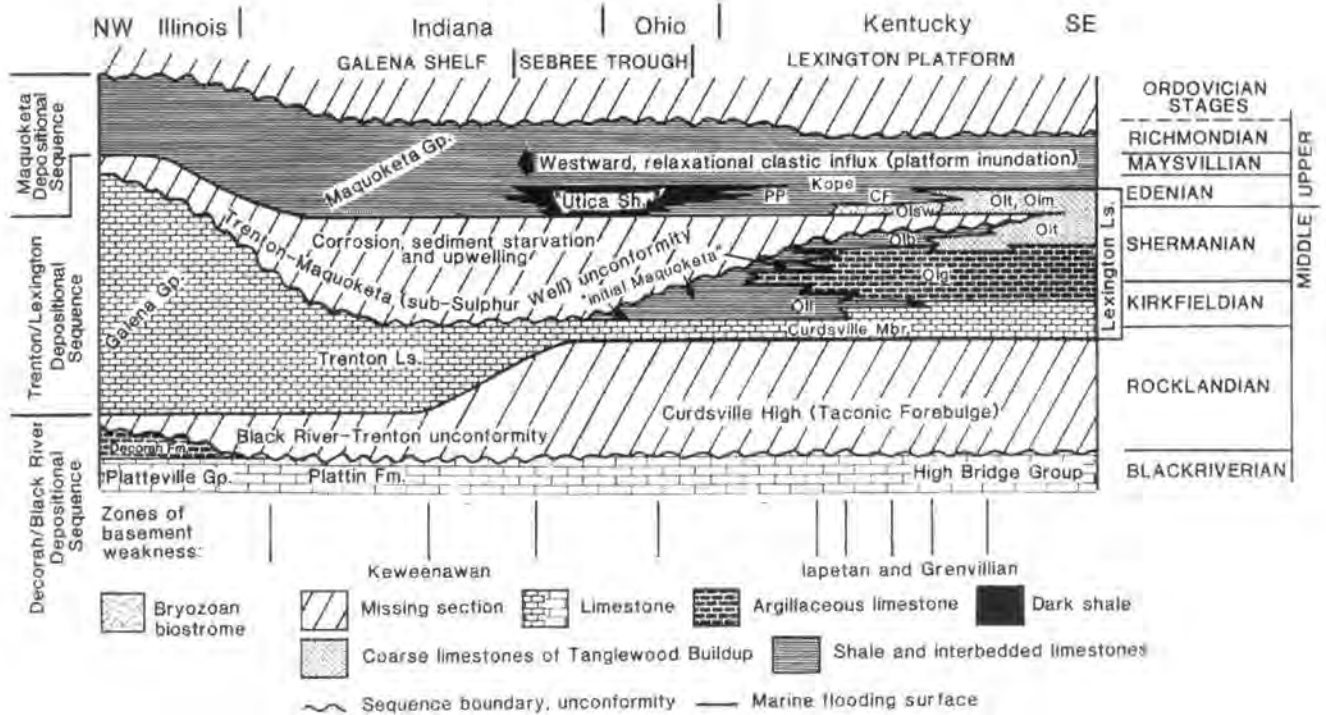 NW Illinois Indiana Ohio Kentucky SE
GALENA SHELF SEBREE TROUGH LEXINGTON PLATFORM
ORDOVICIAN
STAGES
Maquoketa
Depositional
Sequence
Trenton/Lexington
Depositional
Sequence
Decorah/Black River
Depositional
Sequence
Maquoketa Gp.
Westward, relaxational clastic influx (platform inundation)
Utica Sh.
PP
Kope
CF
Olsw
Olt, Olm
Olt
Trenton-Maquoketa (sub-Sulphur Well) unconformity
Corrosion, sediment starvation
and upwelling
"initial Maquoketa"
Olb
Olg
Oll
Galena Gp.
Trenton Ls.
Curdsville Mbr.
Curdsville High (Taconic Forebulge)
Black River-Trenton unconformity
Decorah Fm.
Platteville Gp. Plattin Fm. High Bridge Group
Lexington Ls.
RICHMONDIAN
MAYSVILLIAN
EDENIAN
SHERMANIAN
KIRKFIELDIAN
ROCKLANDIAN
BLACKRIVERIAN
UPPER
MIDDLE
Zones of
basement
weakness:
Keweenawan Iapetan and Grenvillian
Bryozoan
biostrome
Missing section Limestone Argillaceous limestone Dark shale
Coarse limestones of Tanglewood Buildup Shale and interbedded limestones
Sequence boundary, unconformity Marine flooding surface